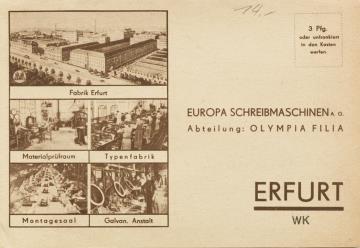 14,-
3 Pfg.
oder unfrankiert
in den Kasten
werfen
Fabrik Erfurt
EUROPA SCHREIBMASCHINEN A. G.
Abteilung: OLYMPIA FILIA
Materialprüfraum
Typenfabrik
ERFURT
WK
Montagesaal
Galvan. Anstalt